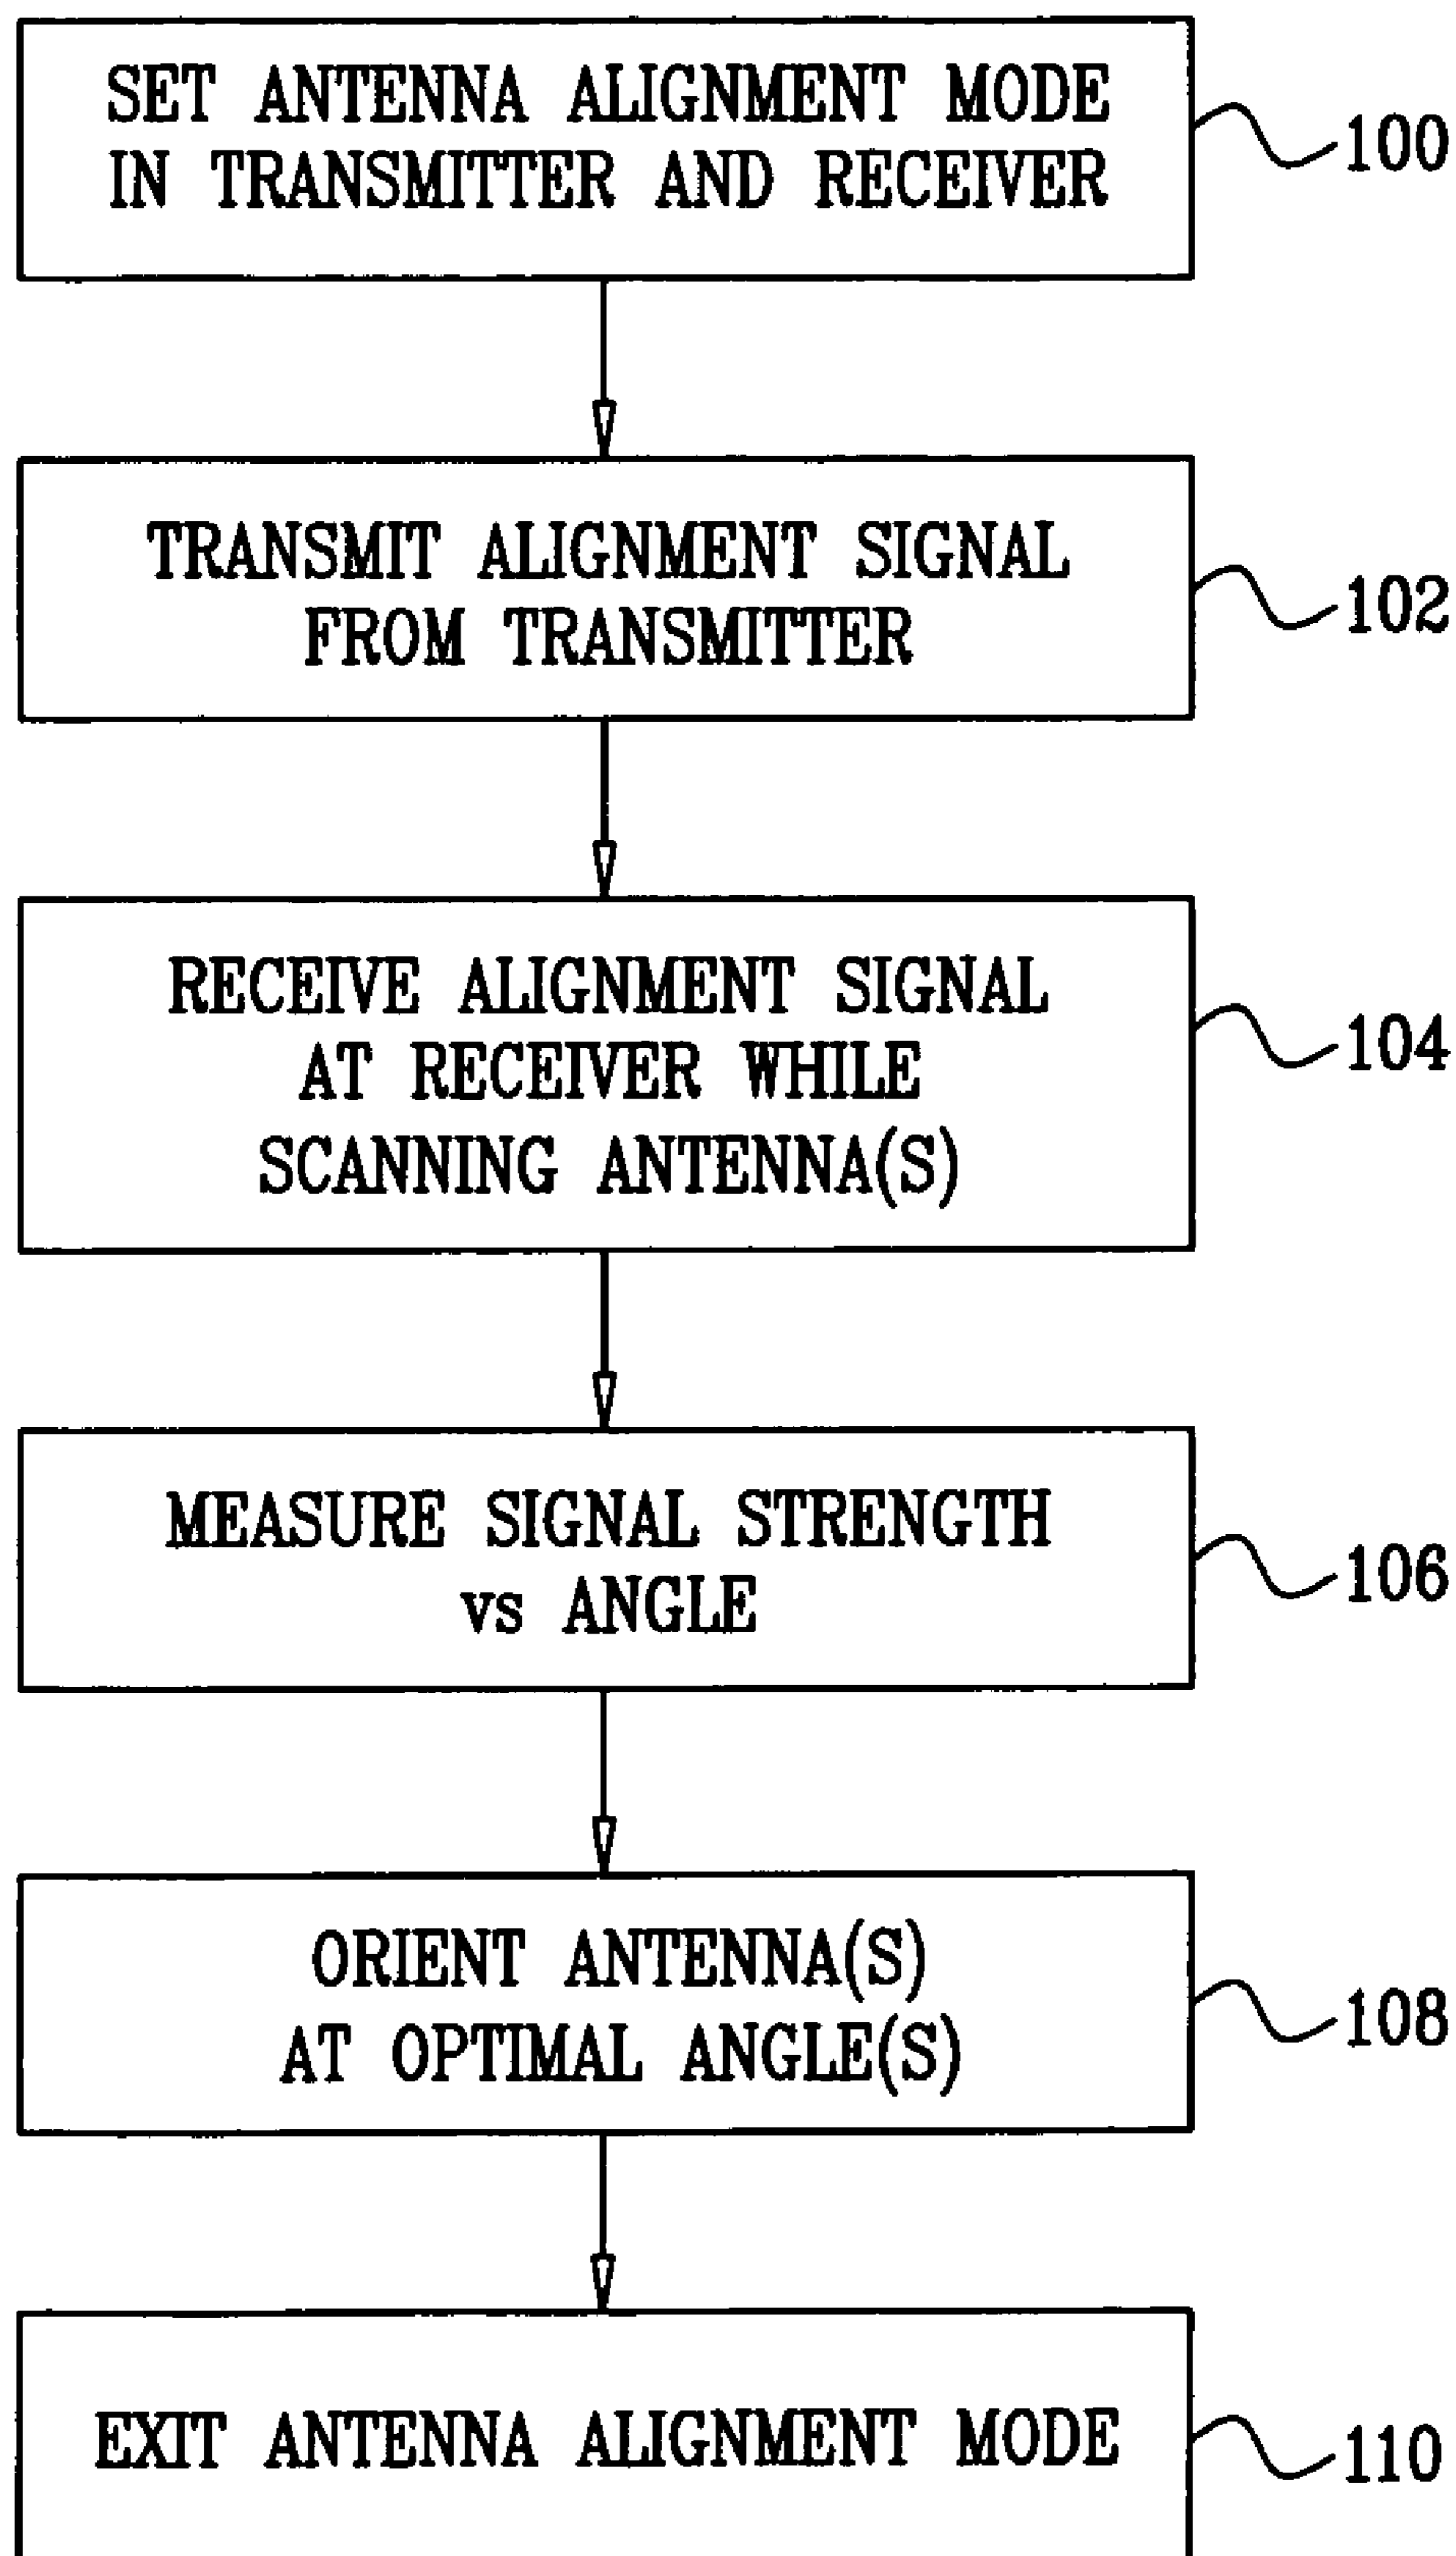 SET ANTENNA ALIGNMENT MODE
IN TRANSMITTER AND RECEIVER
100
TRANSMIT ALIGNMENT SIGNAL
FROM TRANSMITTER
102
RECEIVE ALIGNMENT SIGNAL
AT RECEIVER WHILE
SCANNING ANTENNA(S)
104
MEASURE SIGNAL STRENGTH
vs ANGLE
106
ORIENT ANTENNA(S)
AT OPTIMAL ANGLE(S)
108
EXIT ANTENNA ALIGNMENT MODE
110